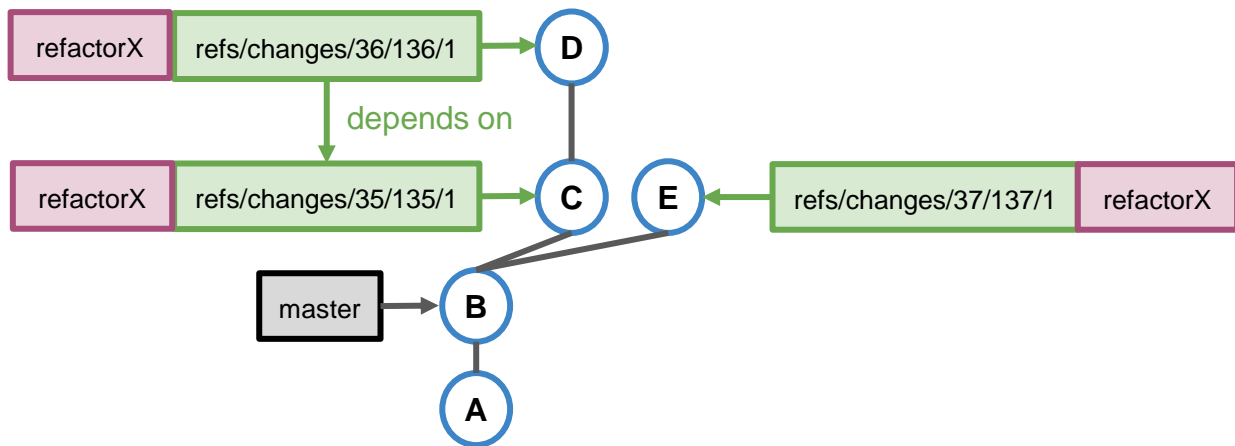 refactorX refs/changes/36/136/1 D
depends on
refactorX refs/changes/35/135/1 C E refs/changes/37/137/1 refactorX
master B
A